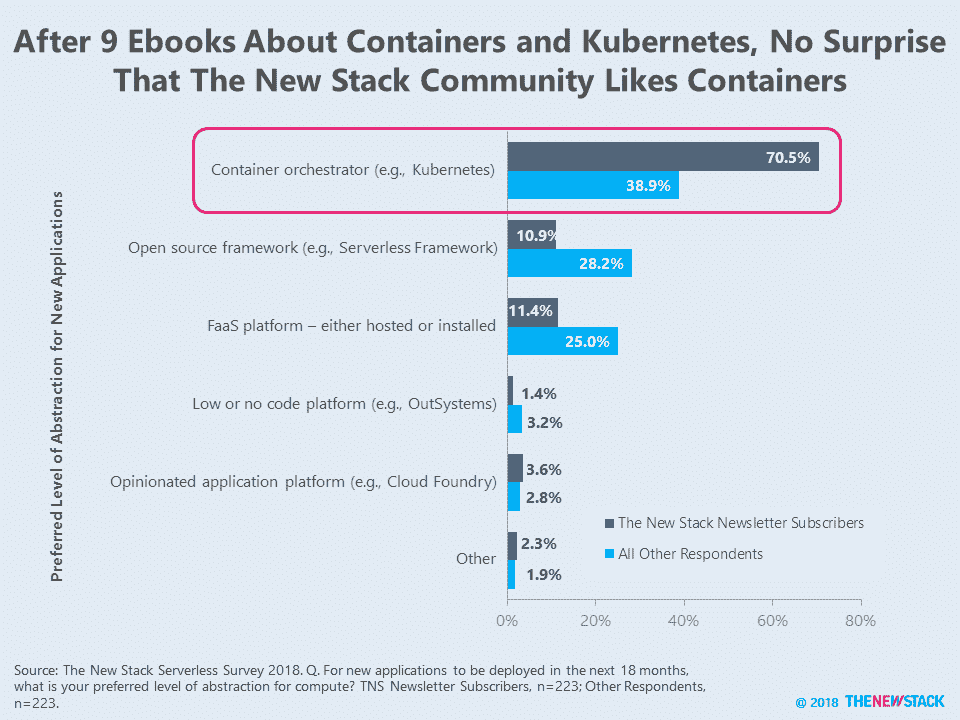 After 9 Ebooks About Containers and Kubernetes, No Surprise
That The New Stack Community Likes Containers
Preferred Level of Abstraction for New Applications
Container orchestrator (e.g., Kubernetes)
70.5%
38.9%
Open source framework (e.g., Serverless Framework)
10.9%
28.2%
FaaS platform – either hosted or installed
11.4%
25.0%
Low or no code platform (e.g., OutSystems)
1.4%
3.2%
Opinionated application platform (e.g., Cloud Foundry)
3.6%
2.8%
Other
2.3%
1.9%
The New Stack Newsletter Subscribers
All Other Respondents
0% 20% 40% 60% 80%
Source: The New Stack Serverless Survey 2018. Q. For new applications to be deployed in the next 18 months,
what is your preferred level of abstraction for compute? TNS Newsletter Subscribers, n=223; Other Respondents,
n=223.
@ 2018 THENEWSTACK